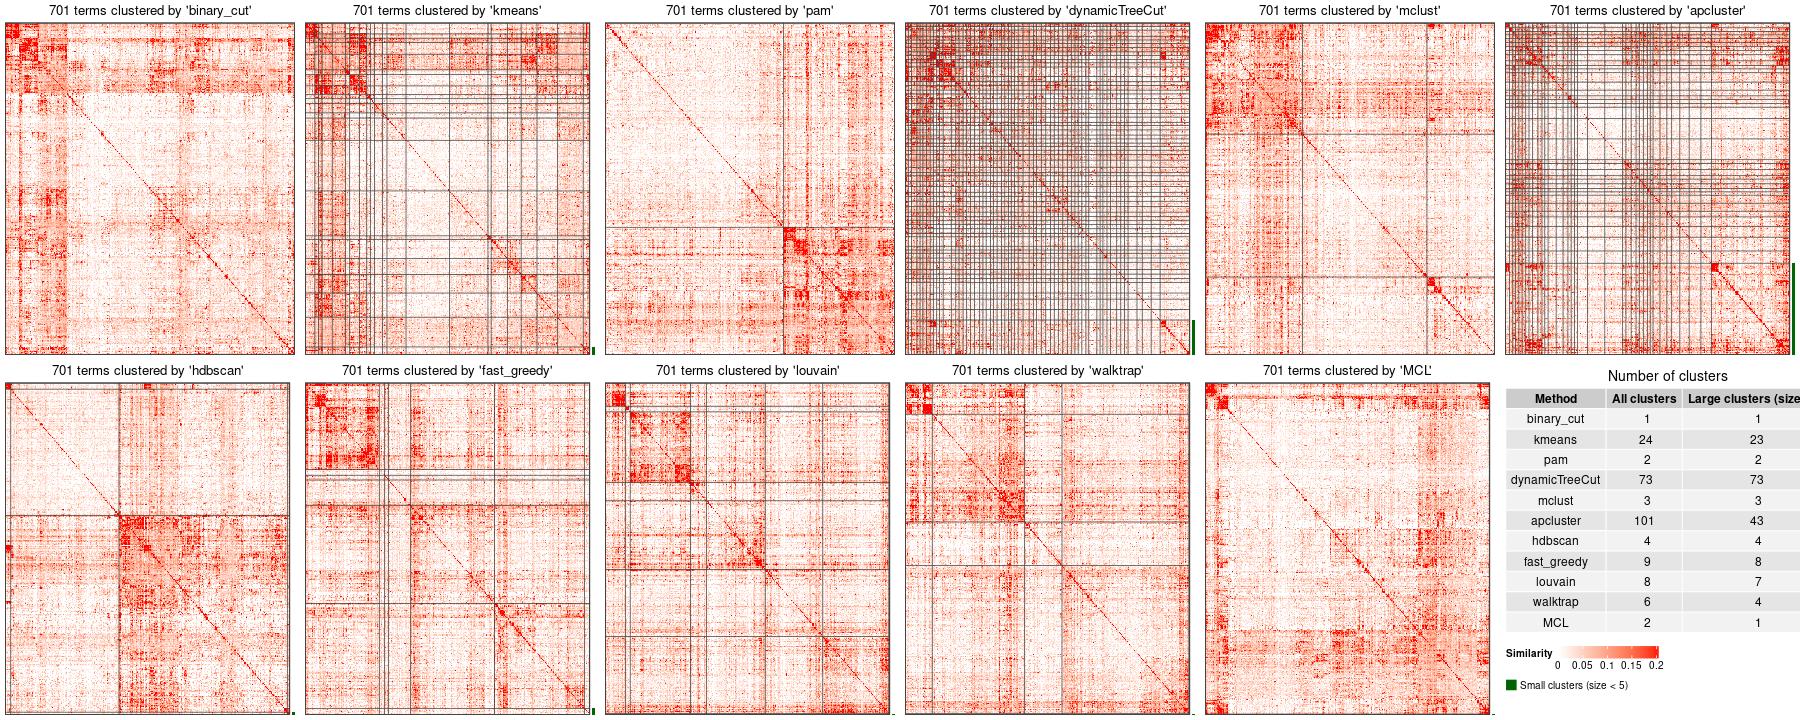 701 terms clustered by 'binary_cut'
701 terms clustered by 'kmeans'
701 terms clustered by 'pam'
701 terms clustered by 'dynamicTreeCut'
701 terms clustered by 'mclust'
701 terms clustered by 'apcluster'
701 terms clustered by 'hdbscan'
701 terms clustered by 'fast_greedy'
701 terms clustered by 'louvain'
701 terms clustered by 'walktrap'
701 terms clustered by 'MCL'
Number of clusters
Method All clusters Large clusters (size
binary_cut 1 1
kmeans 24 23
pam 2 2
dynamicTreeCut 73 73
mclust 3 3
apcluster 101 43
hdbscan 4 4
fast_greedy 9 8
louvain 8 7
walktrap 6 4
MCL 2 1
Similarity
0 0.05 0.1 0.15 0.2
Small clusters (size < 5)